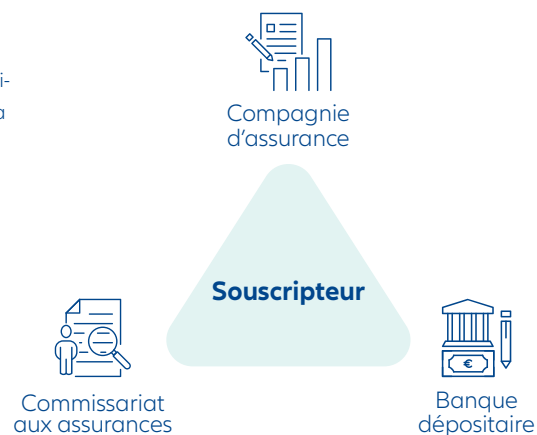 i-
a
Compagnie
d'assurance
Souscripteur
Commissariat
aux assurances
Banque
dépositaire
€